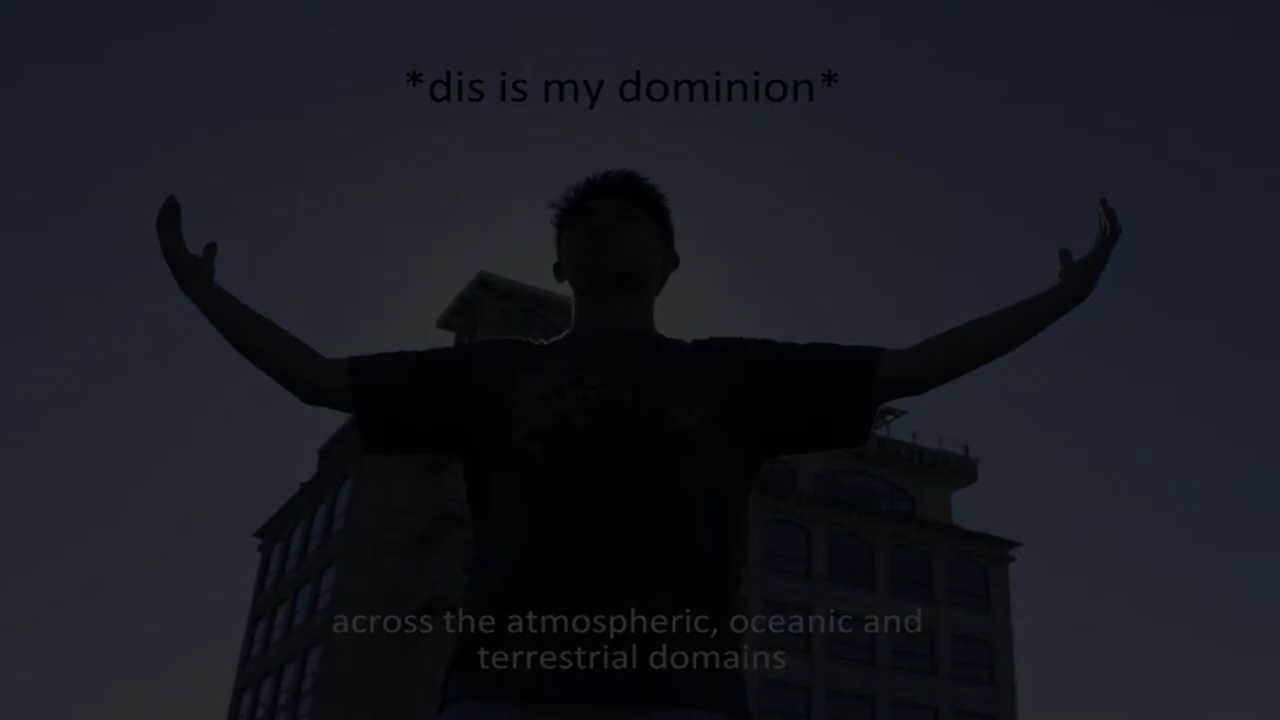 *dis is my dominion*
across the atmospheric, oceanic and
terrestrial domains